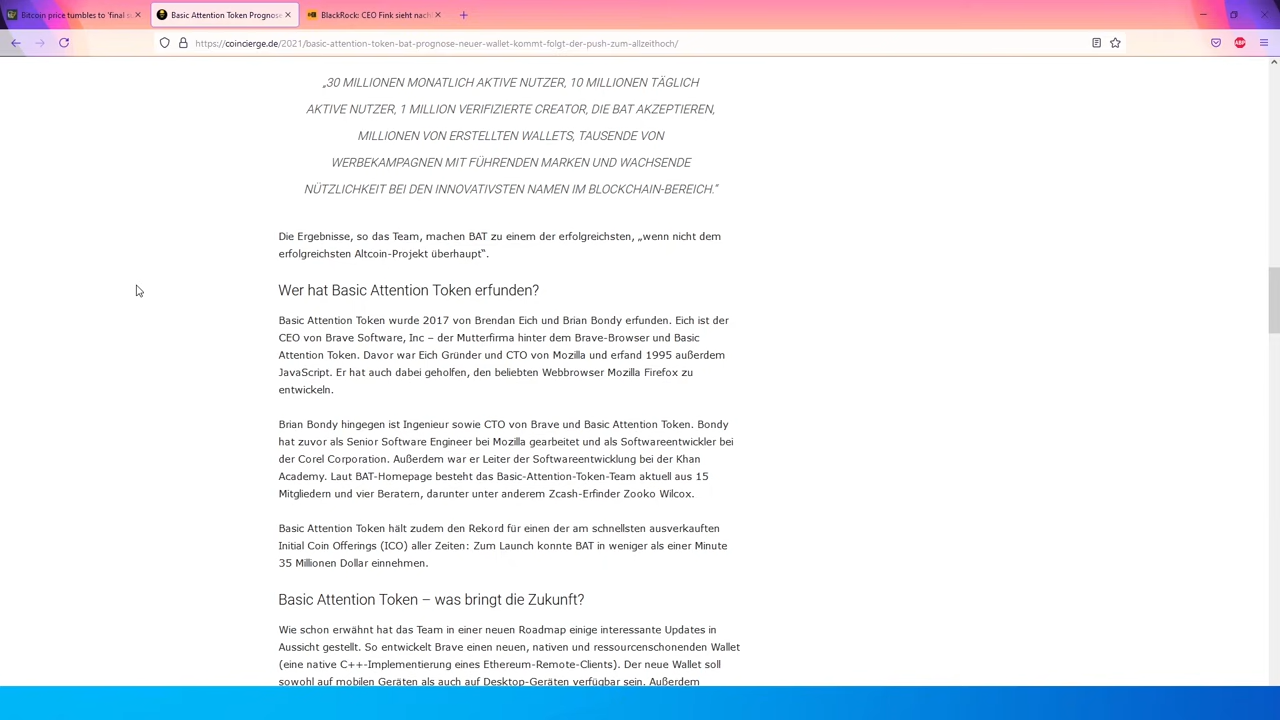 Bitcoin price tumbles to 'final s
Basic Attention Token Prognose
BlackRock: CEO Fink sieht nach
https://coincierge.de/2021/basic-attention-token-bat-prognose-neuer-wallet-kommt-folgt-der-push-zum-allzeithoch/
ABP
„30 MILLIONEN MONATLICH AKTIVE NUTZER, 10 MILLIONEN TÄGLICH
AKTIVE NUTZER, 1 MILLION VERIFIZIERTE CREATOR, DIE BAT AKZEPTIEREN,
MILLIONEN VON ERSTELLTEN WALLETS, TAUSENDE VON
WERBEKAMPAGNEN MIT FÜHRENDEN MARKEN UND WACHSENDE
NÜTZLICHKEIT BEI DEN INNOVATIVSTEN NAMEN IM BLOCKCHAIN-BEREICH.”
Die Ergebnisse, so das Team, machen BAT zu einem der erfolgreichsten, „wenn nicht dem
erfolgreichsten Altcoin-Projekt überhaupt“.
Wer hat Basic Attention Token erfunden?
Basic Attention Token wurde 2017 von Brendan Eich und Brian Bondy erfunden. Eich ist der
CEO von Brave Software, Inc – der Mutterfirma hinter dem Brave-Browser und Basic
Attention Token. Davor war Eich Gründer und CTO von Mozilla und erfand 1995 außerdem
JavaScript. Er hat auch dabei geholfen, den beliebten Webbrowser Mozilla Firefox zu
entwickeln.
Brian Bondy hingegen ist Ingenieur sowie CTO von Brave und Basic Attention Token. Bondy
hat zuvor als Senior Software Engineer bei Mozilla gearbeitet und als Softwareentwickler bei
der Corel Corporation. Außerdem war er Leiter der Softwareentwicklung bei der Khan
Academy. Laut BAT-Homepage besteht das Basic-Attention-Token-Team aktuell aus 15
Mitgliedern und vier Beratern, darunter unter anderem Zcash-Erfinder Zooko Wilcox.
Basic Attention Token hält zudem den Rekord für einen der am schnellsten ausverkauften
Initial Coin Offerings (ICO) aller Zeiten: Zum Launch konnte BAT in weniger als einer Minute
35 Millionen Dollar einnehmen.
Basic Attention Token – was bringt die Zukunft?
Wie schon erwähnt hat das Team in einer neuen Roadmap einige interessante Updates in
Aussicht gestellt. So entwickelt Brave einen neuen, nativen und ressourcenschonenden Wallet
(eine native C++-Implementierung eines Ethereum-Remote-Clients). Der neue Wallet soll
sowohl auf mobilen Geräten als auch auf Desktop-Geräten verfügbar sein. Außerdem